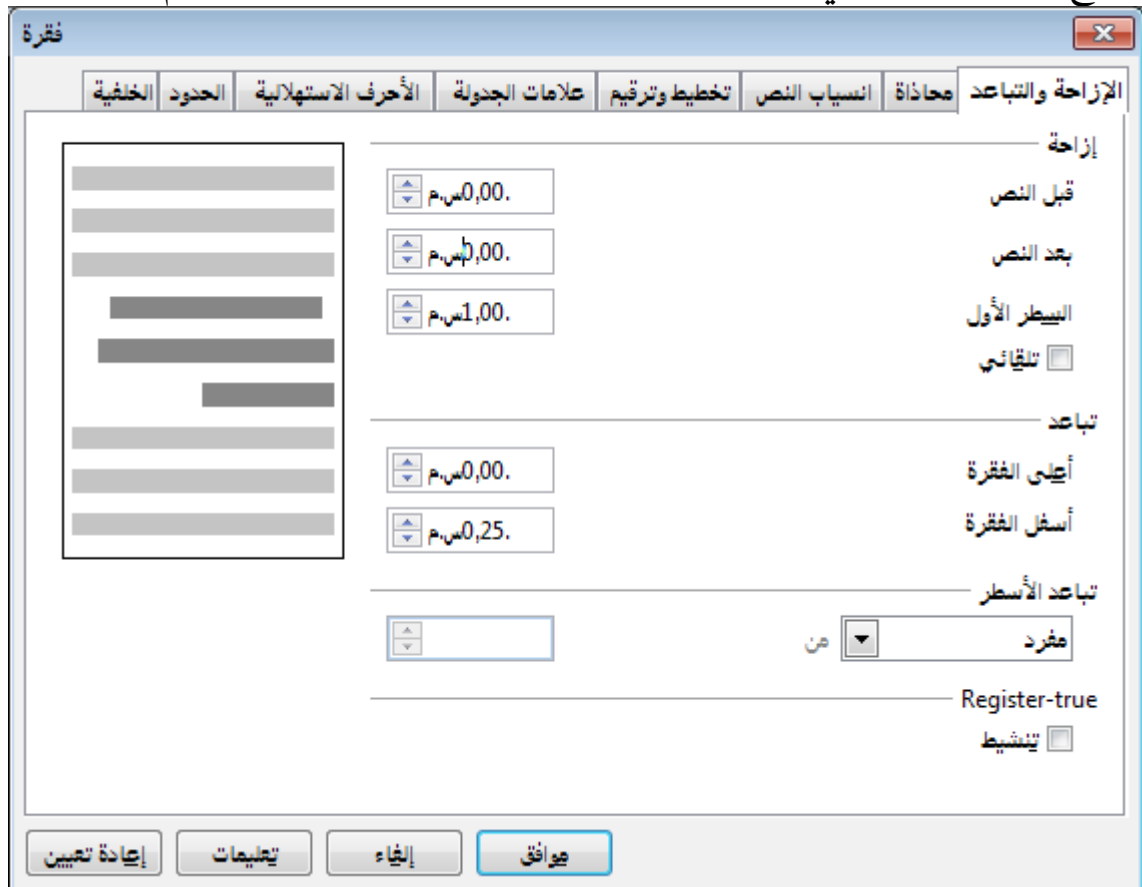 فقرة
الإزاحة والتباعد محاذاة انسياب النص تخطيط وترقيم علامات الجدولة الأحرف الاستهلالية الحدود الخلفية
إزاحة
قبل النص 0,00س.م.
بعد النص 0,00س.م.
السطر الأول 1,00س.م.
تلقائي
تباعد
أعلى الفقرة 0,00س.م.
أسفل الفقرة 0,25س.م.
تباعد الأسطر
مفرد من
Register-true
تنشيط
موافق إلغاء تعليمات إعادة تعيين